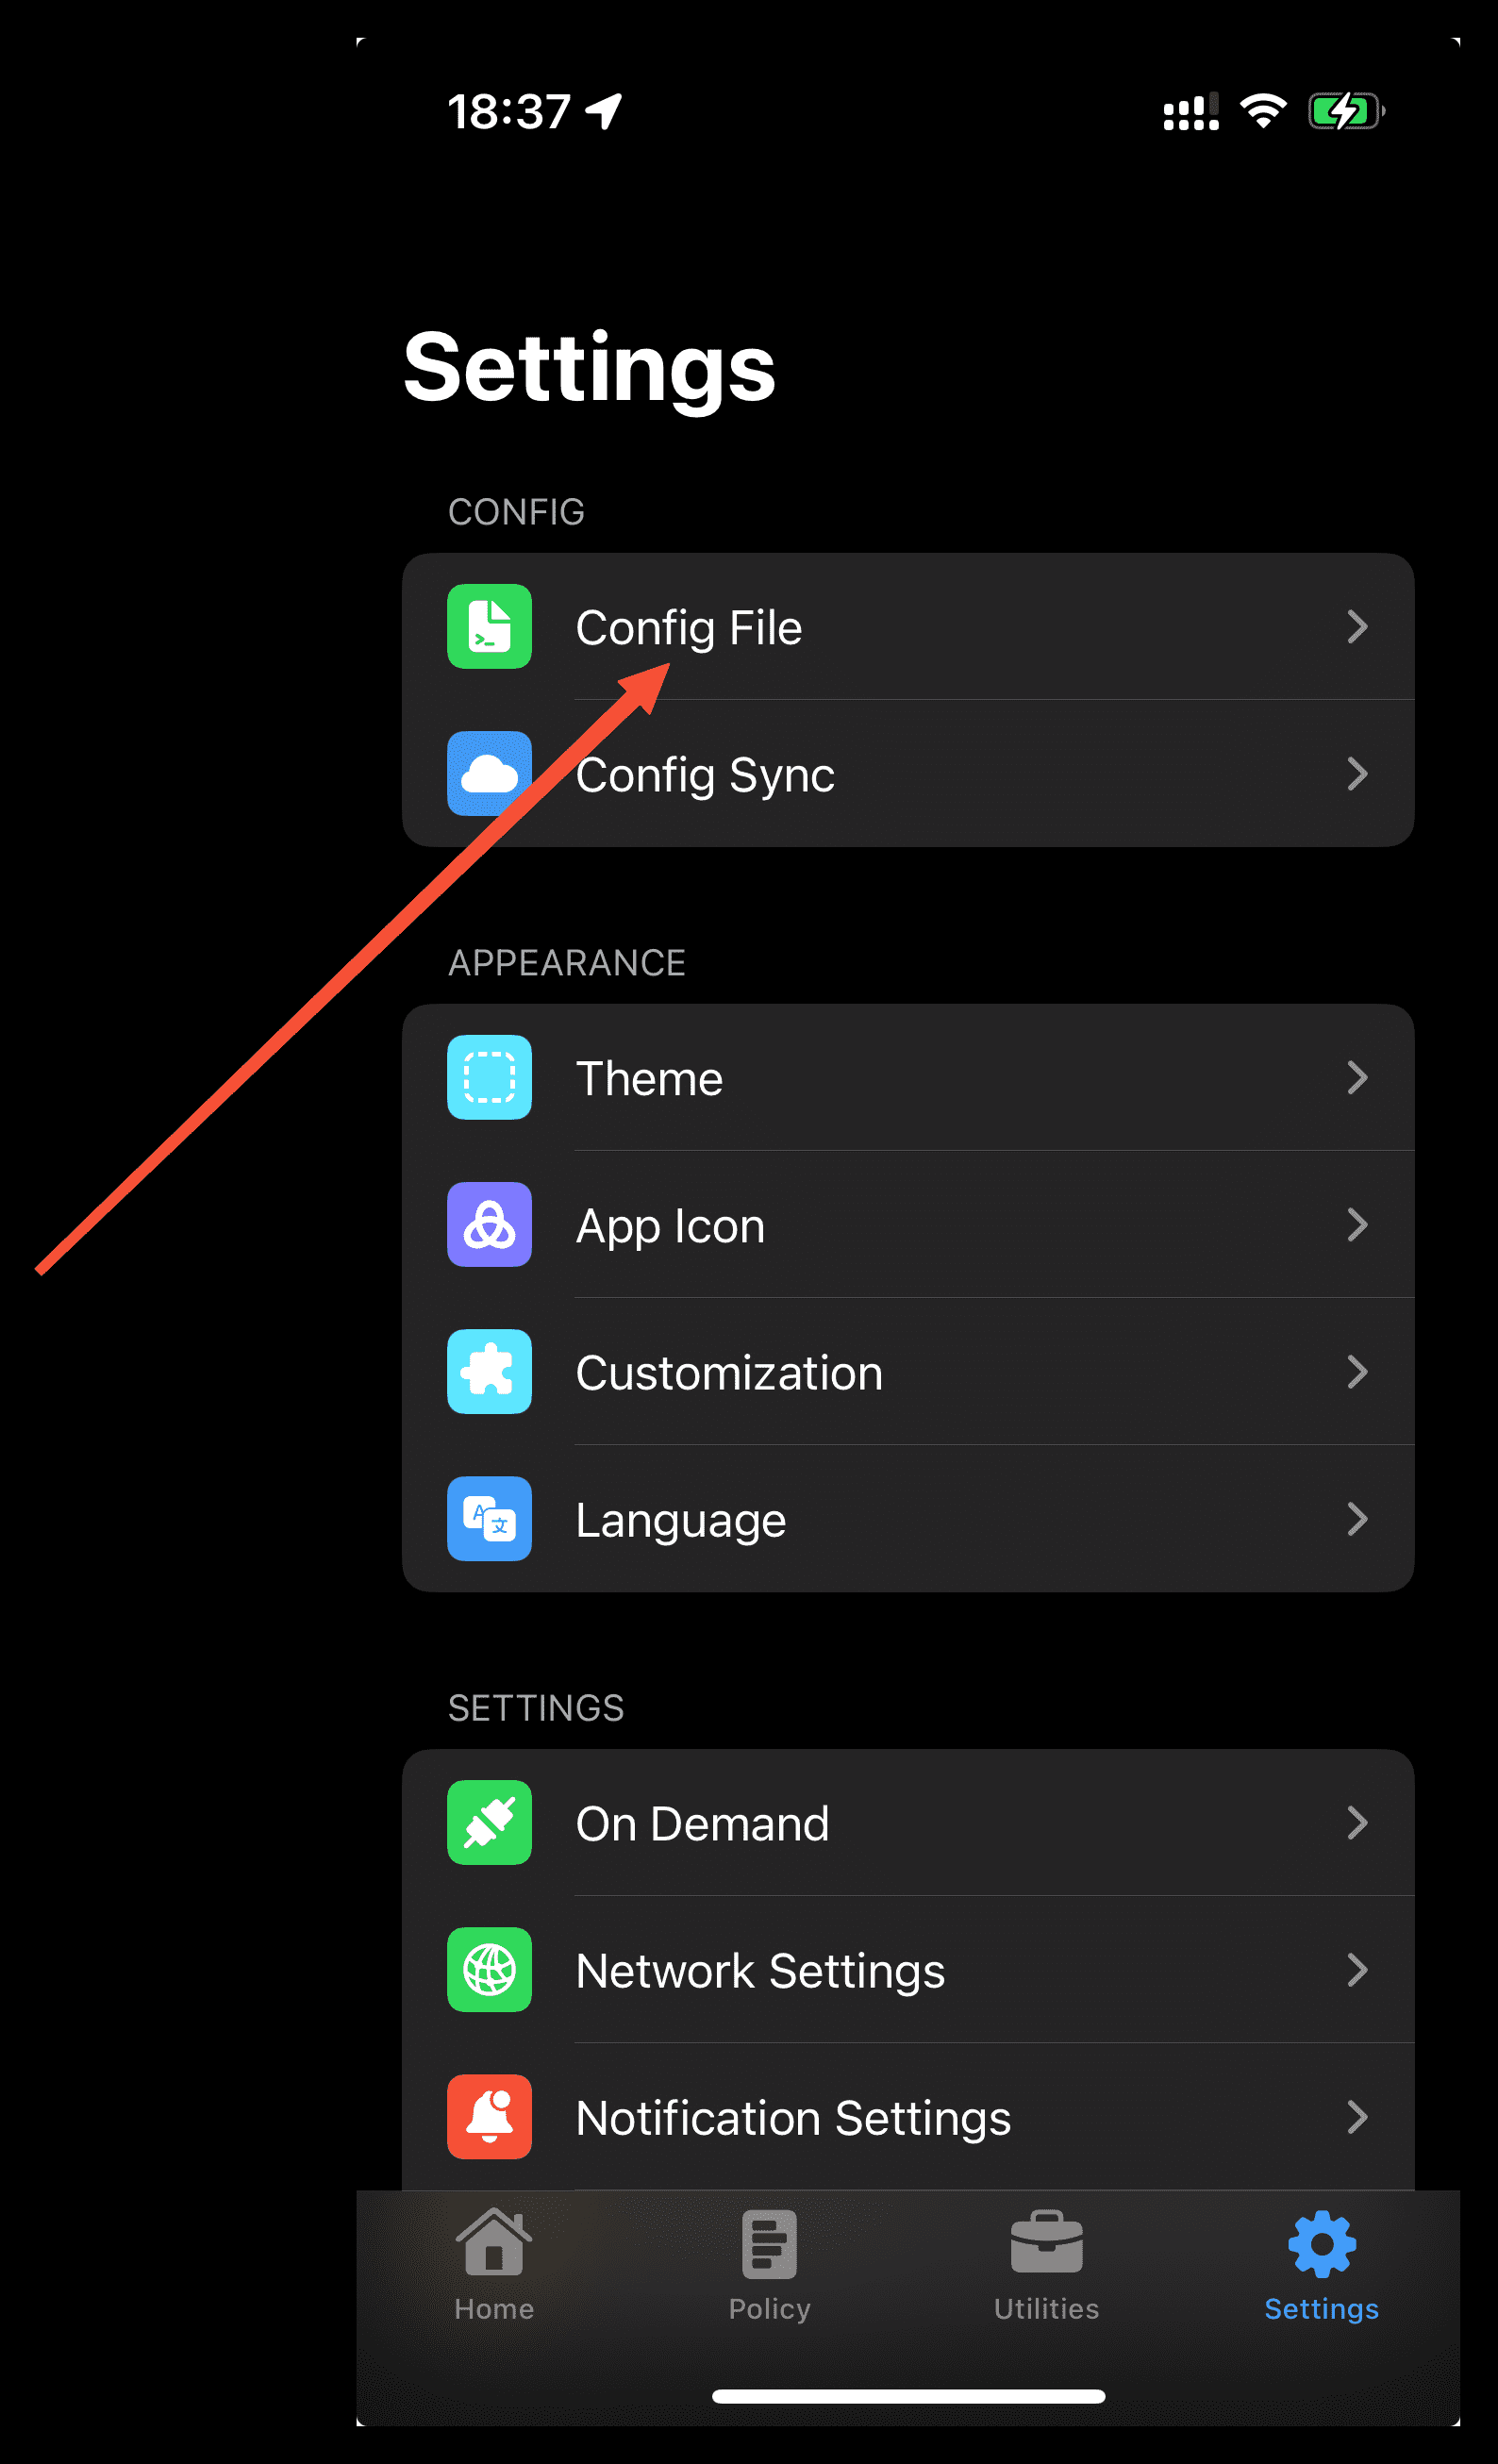 18:37
Settings
CONFIG
Config File
Config Sync
APPEARANCE
Theme
App Icon
Customization
Language
SETTINGS
On Demand
Network Settings
Notification Settings
Home Policy Utilities Settings